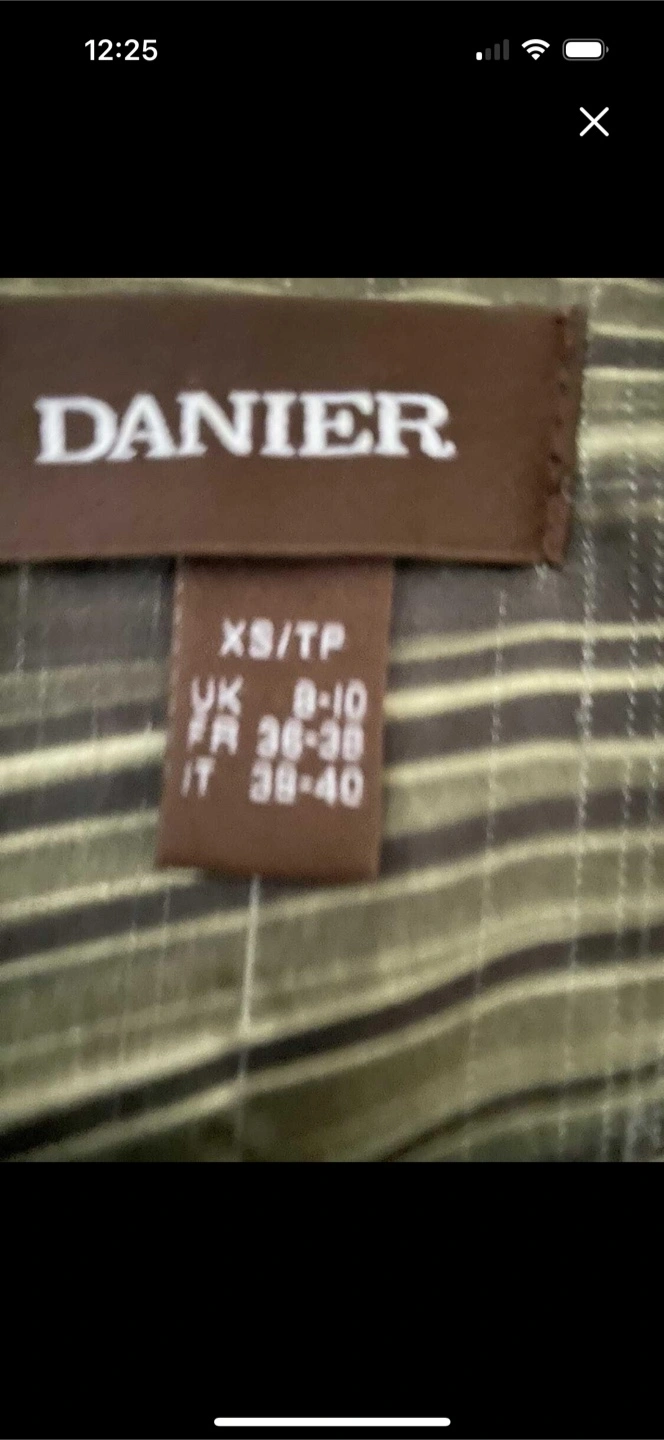 12:25
DANIER
XS/TP
UK 8-10
FR 36-38
IT 38-40